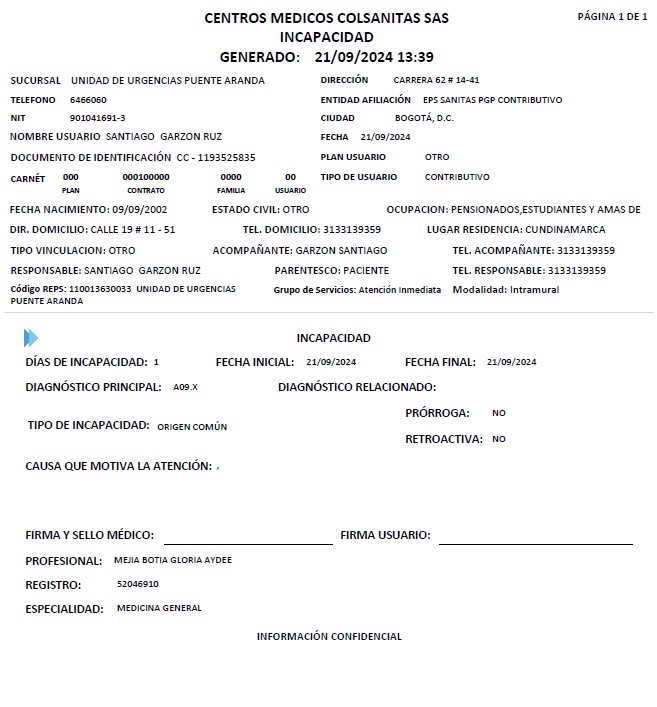 CENTROS MEDICOS COLSANITAS SAS PÁGINA 1 DE 1
INCAPACIDAD
GENERADO: 21/09/2024 13:39
SUCURSAL UNIDAD DE URGENCIAS PUENTE ARANDA DIRECCIÓN CARRERA 62 # 14-41
TELEFONO 6466060 ENTIDAD AFILIACIÓN EPS SANITAS PGP CONTRIBUTIVO
NIT 901041691-3 CIUDAD BOGOTÁ, D.C.
NOMBRE USUARIO SANTIAGO GARZON RUZ FECHA 21/09/2024
DOCUMENTO DE IDENTIFICACIÓN CC - 1193525835 PLAN USUARIO OTRO
CARNÉT 000 000100000 0000 00 TIPO DE USUARIO CONTRIBUTIVO
PLAN CONTRATO FAMILIA USUARIO
FECHA NACIMIENTO: 09/09/2002 ESTADO CIVIL: OTRO OCUPACION: PENSIONADOS,ESTUDIANTES Y AMAS DE
DIR. DOMICILIO: CALLE 19 # 11 - 51 TEL. DOMICILIO: 3133139359 LUGAR RESIDENCIA: CUNDINAMARCA
TIPO VINCULACION: OTRO ACOMPAÑANTE: GARZON SANTIAGO TEL. ACOMPAÑANTE: 3133139359
RESPONSABLE: SANTIAGO GARZON RUZ PARENTESCO: PACIENTE TEL. RESPONSABLE: 3133139359
Código REPS: 110013630033 UNIDAD DE URGENCIAS Grupo de Servicios: Atención Inmediata Modalidad: Intramural
PUENTE ARANDA
INCAPACIDAD
DÍAS DE INCAPACIDAD: 1 FECHA INICIAL: 21/09/2024 FECHA FINAL: 21/09/2024
DIAGNÓSTICO PRINCIPAL: A09.X DIAGNÓSTICO RELACIONADO:
PRÓRROGA: NO
TIPO DE INCAPACIDAD: ORIGEN COMÚN
RETROACTIVA: NO
CAUSA QUE MOTIVA LA ATENCIÓN: ,
FIRMA Y SELLO MÉDICO: FIRMA USUARIO:
PROFESIONAL: MEJIA BOTIA GLORIA AYDEE
REGISTRO: 52046910
ESPECIALIDAD: MEDICINA GENERAL
INFORMACIÓN CONFIDENCIAL